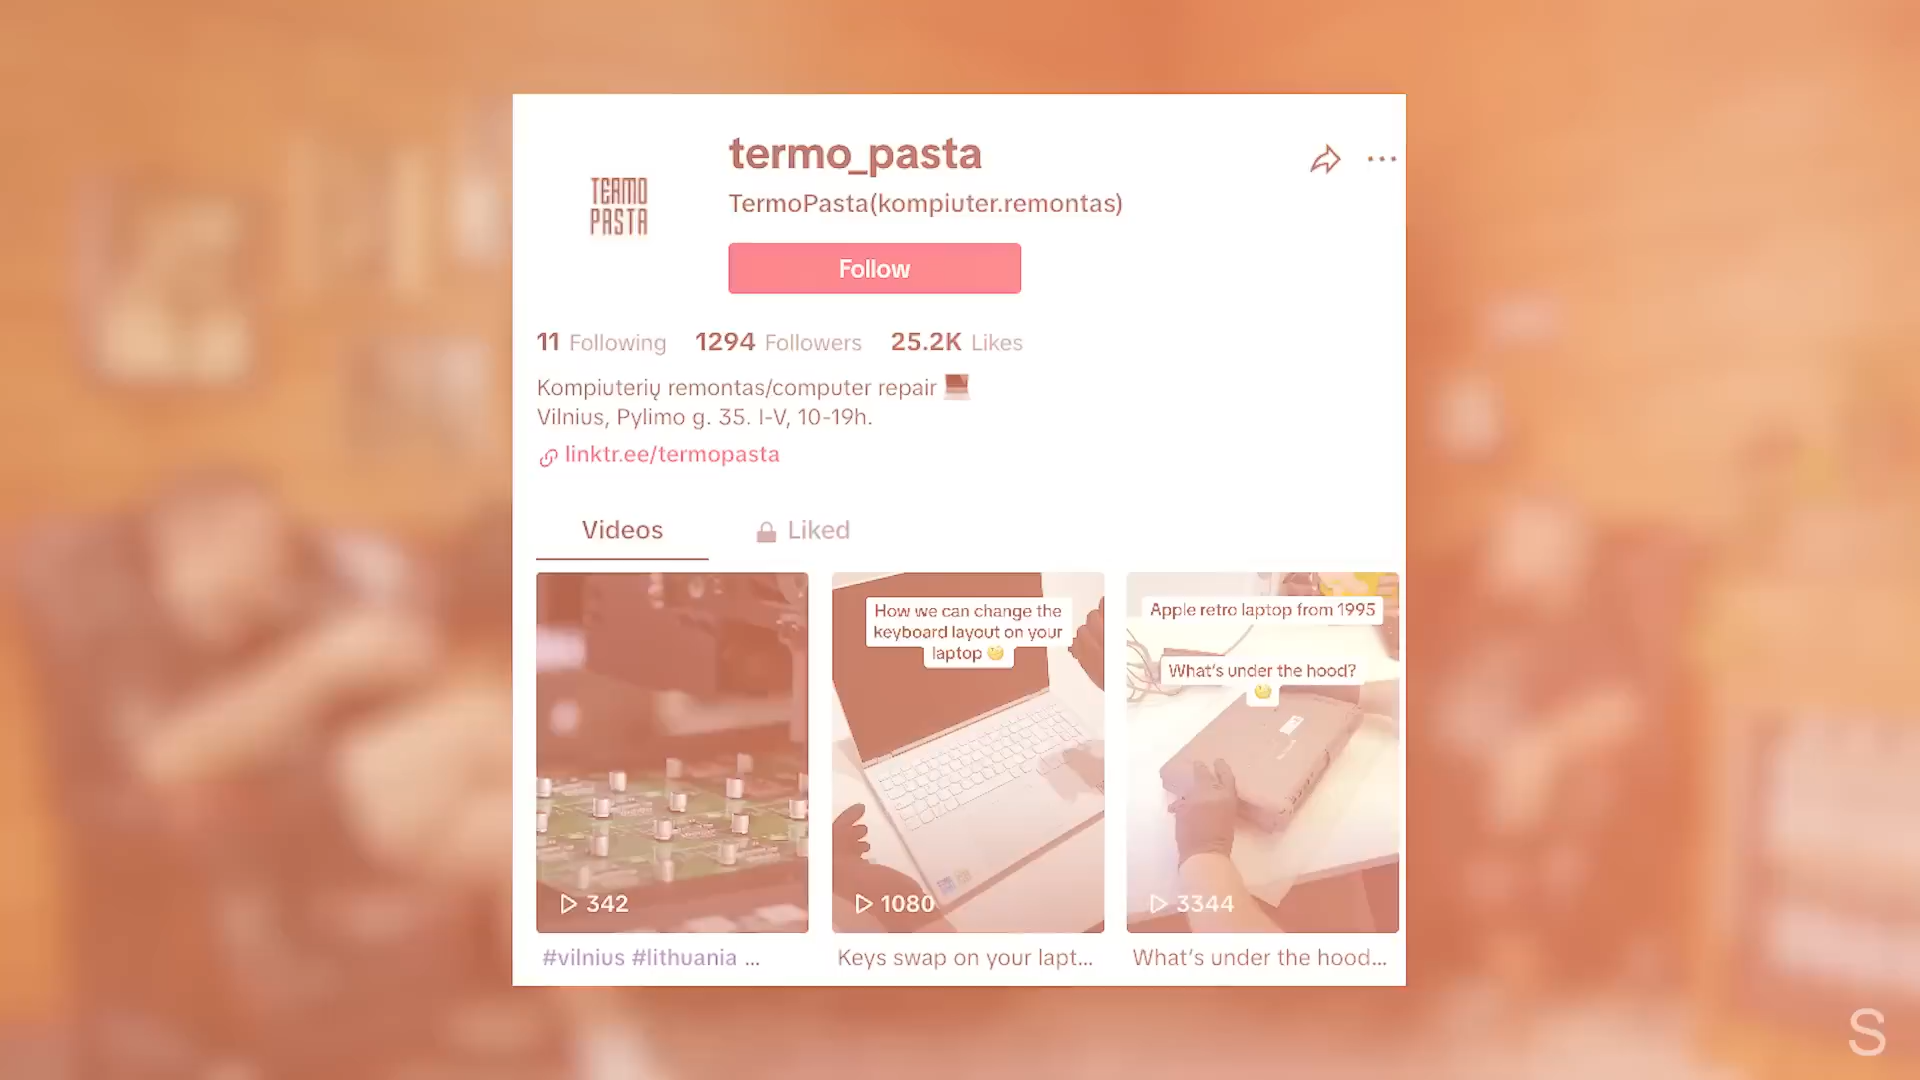 TERMO
PASTA
termo_pasta
TermoPasta(kompiuter.remontas)
Follow
11 Following 1294 Followers 25.2K Likes
Kompiuterių remontas/computer repair
Vilnius, Pylimo g. 35. I-V, 10-19h.
linktr.ee/termopasta
Videos
Liked
342
#vilnius #lithuania ...
How we can change the
keyboard layout on your
laptop
1080
Keys swap on your lapt...
Apple retro laptop from 1995
What's under the hood?
3344
What's under the hood...
S